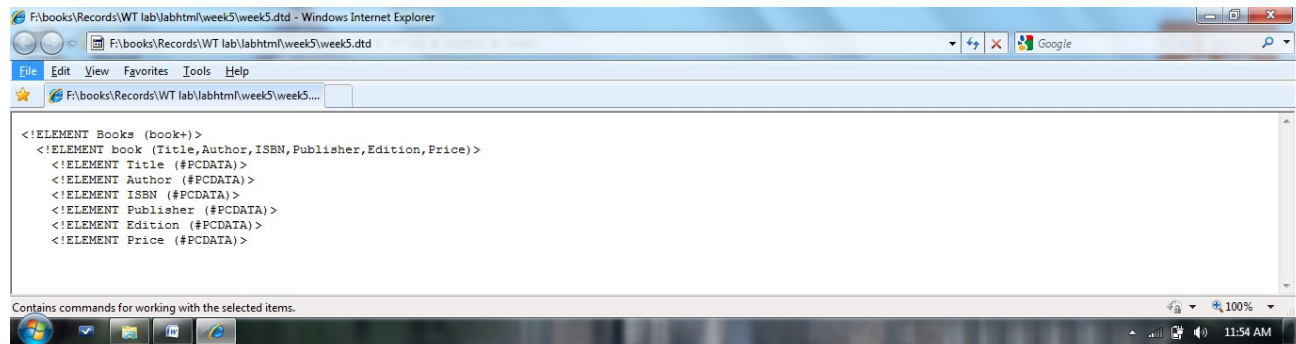 F:\books\Records\WT lab\labhtml\week5\week5.dtd - Windows Internet Explorer
F:\books\Records\WT lab\labhtml\week5\week5.dtd Google
File Edit View Favorites Tools Help
F:\books\Records\WT lab\labhtml\week5\week5....
<!ELEMENT Books (book+)>
<!ELEMENT book (Title,Author,ISBN,Publisher,Edition,Price)>
<!ELEMENT Title (#PCDATA)>
<!ELEMENT Author (#PCDATA)>
<!ELEMENT ISBN (#PCDATA)>
<!ELEMENT Publisher (#PCDATA)>
<!ELEMENT Edition (#PCDATA)>
<!ELEMENT Price (#PCDATA)>
Contains commands for working with the selected items. 100%
11:54 AM